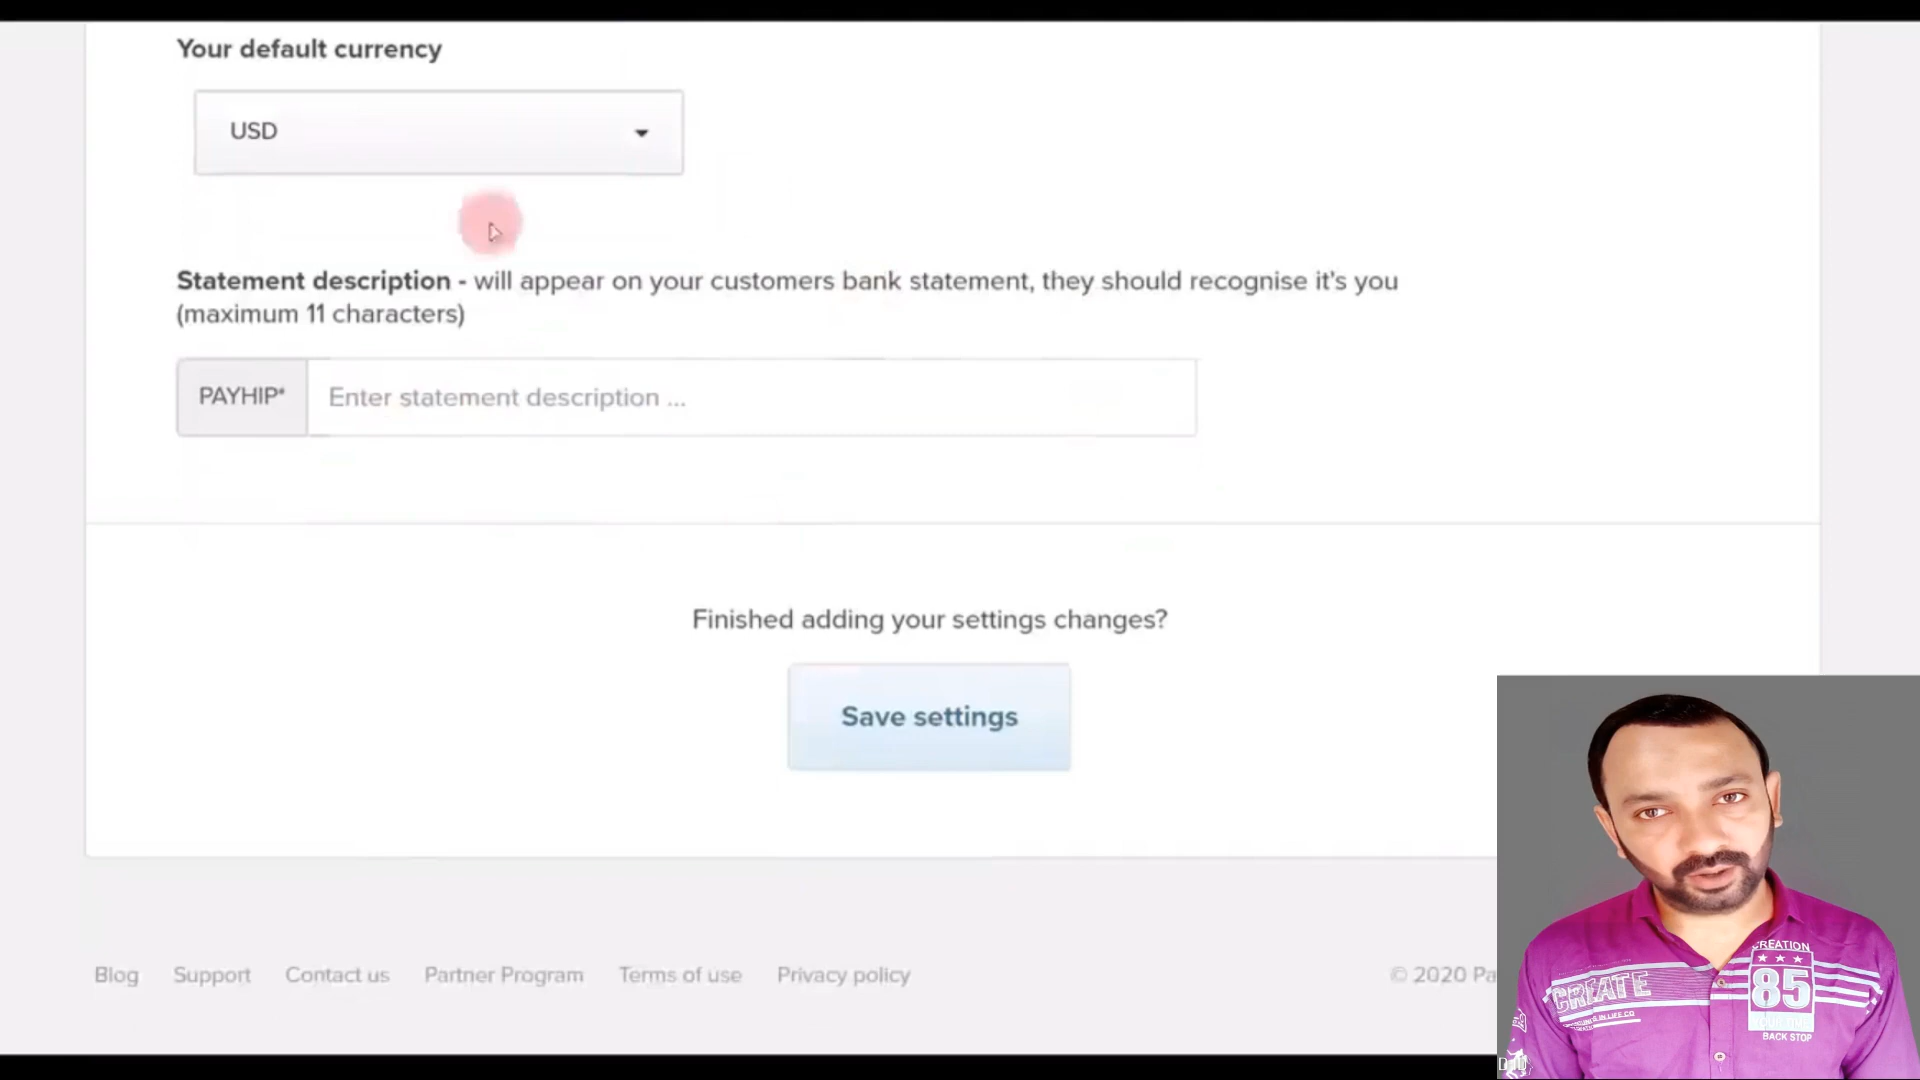 Your default currency
USD
Statement description - will appear on your customers bank statement, they should recognise it's you
(maximum 11 characters)
PAYHIP*
Enter statement description ...
Finished adding your settings changes?
Save settings
Blog Support Contact us Partner Program Terms of use Privacy policy
© 2020 Pa
CREATION
CREATE
85
BACK STOP